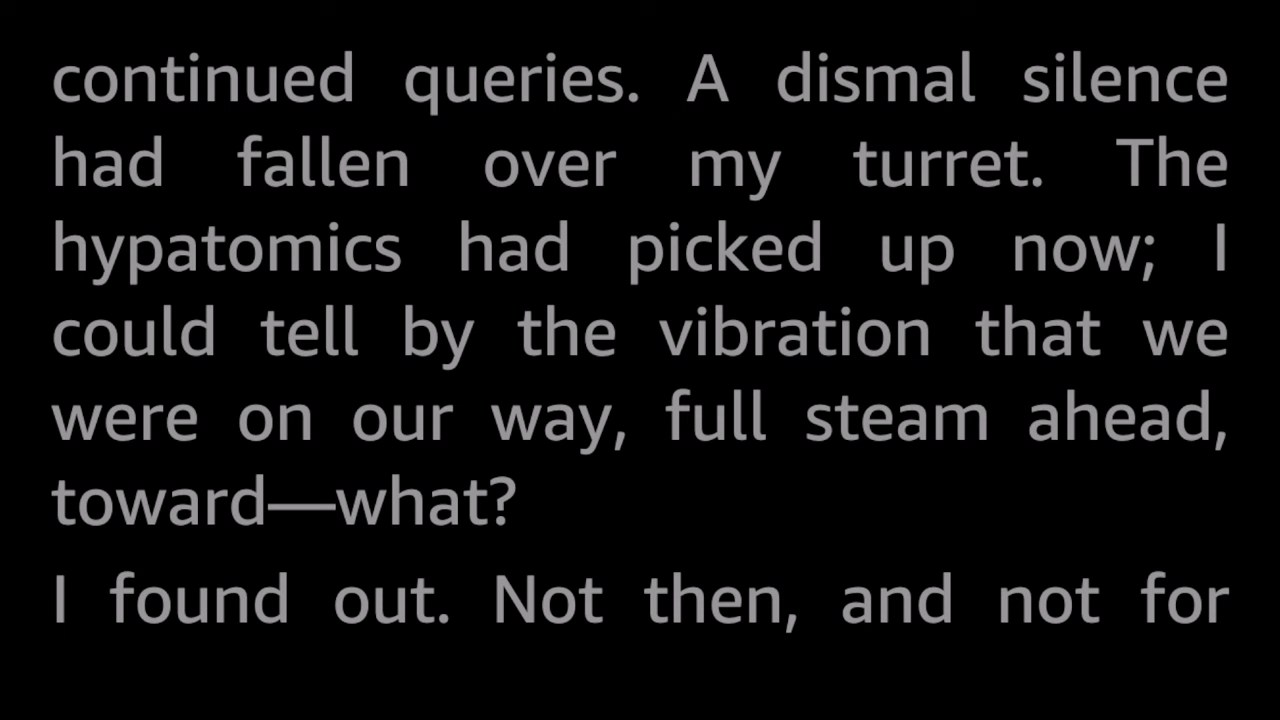 continued queries. A dismal silence
had fallen over my turret. The
hypatomics had picked up now; I
could tell by the vibration that we
were on our way, full steam ahead,
toward—what?
I found out. Not then, and not for